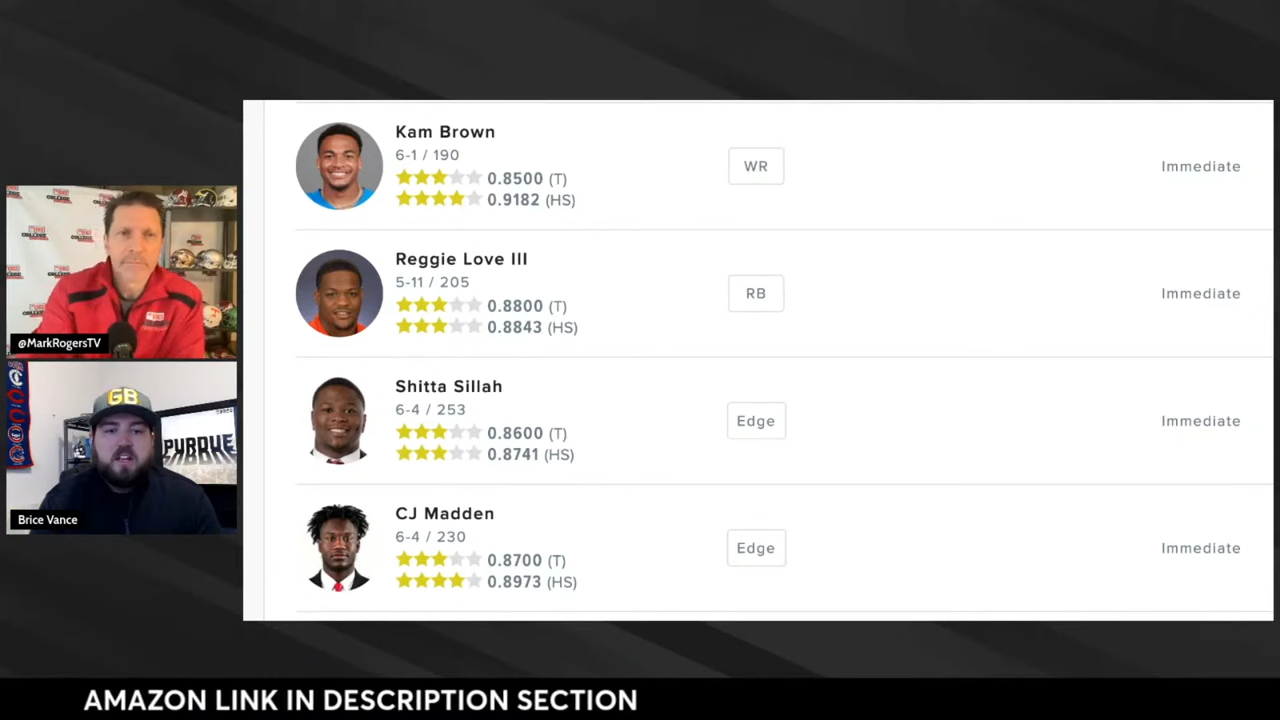 Kam Brown
6-1 / 190
0.8500 (T)
0.9182 (HS)
WR
Immediate
Reggie Love III
5-11 / 205
0.8800 (T)
0.8843 (HS)
RB
Immediate
Shitta Sillah
6-4 / 253
0.8600 (T)
0.8741 (HS)
Edge
Immediate
CJ Madden
6-4 / 230
0.8700 (T)
0.8973 (HS)
Edge
Immediate
@MarkRogersTV
GB
PURDUE
Brice Vance
AMAZON LINK IN DESCRIPTION SECTION